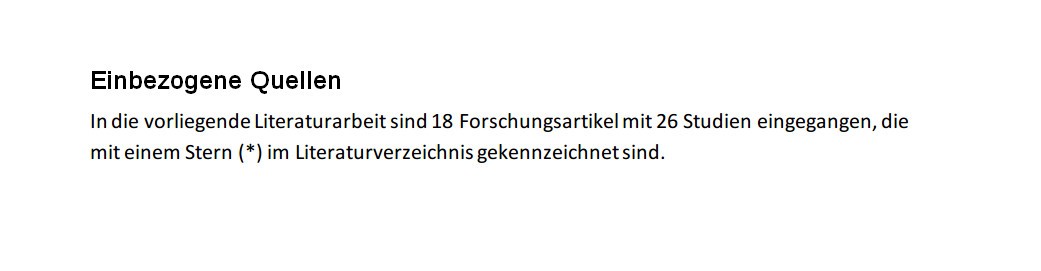 Einbezogene Quellen
In die vorliegende Literaturarbeit sind 18 Forschungsartikel mit 26 Studien eingegangen, die
mit einem Stern (*) im Literaturverzeichnis gekennzeichnet sind.